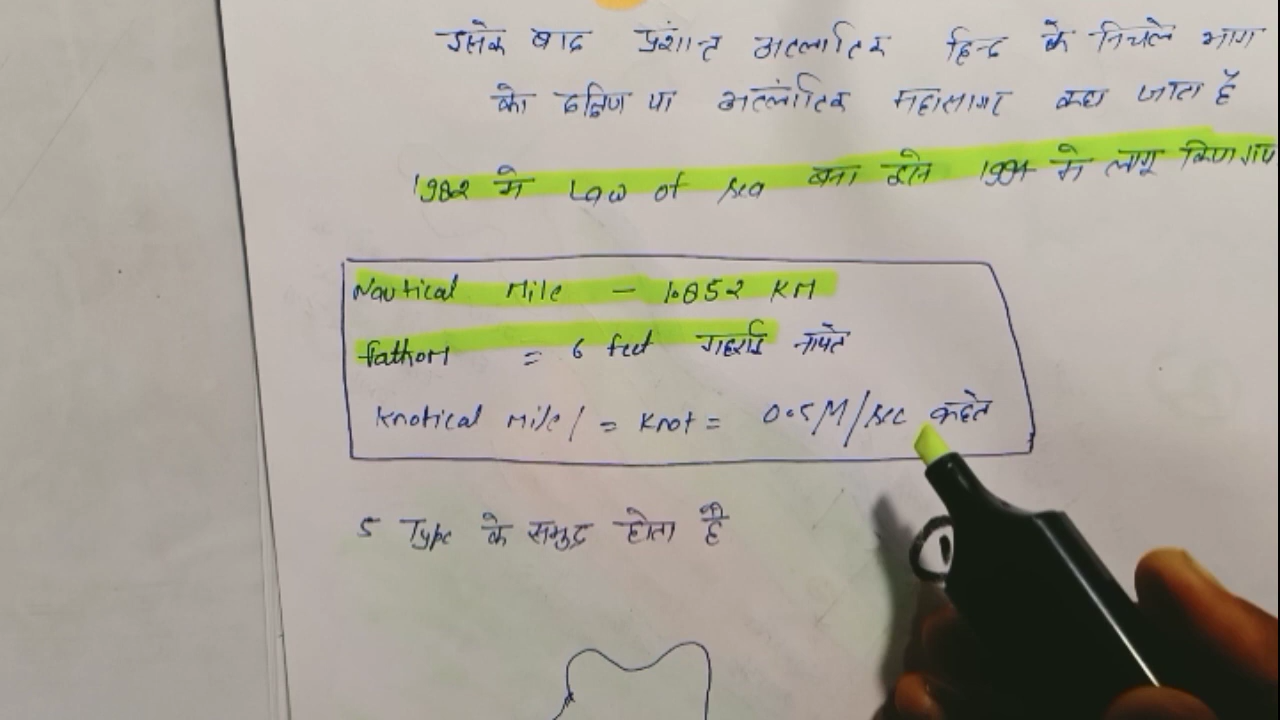 उसके बाद प्रशांत अटलांटिक हिन्द के निचले भाग
को दक्षिण या अटलांटिक महासागर कहा जाता है
1982 मे Law of sea बना इसे 1994 मे लागू किया गया
Nautical Mile - 1.852 KM
fathom = 6 feet गहराई नापते
Knotical Mile / = Knot = 0.5 M/sec कहते
5 Type के समुद्र होता है